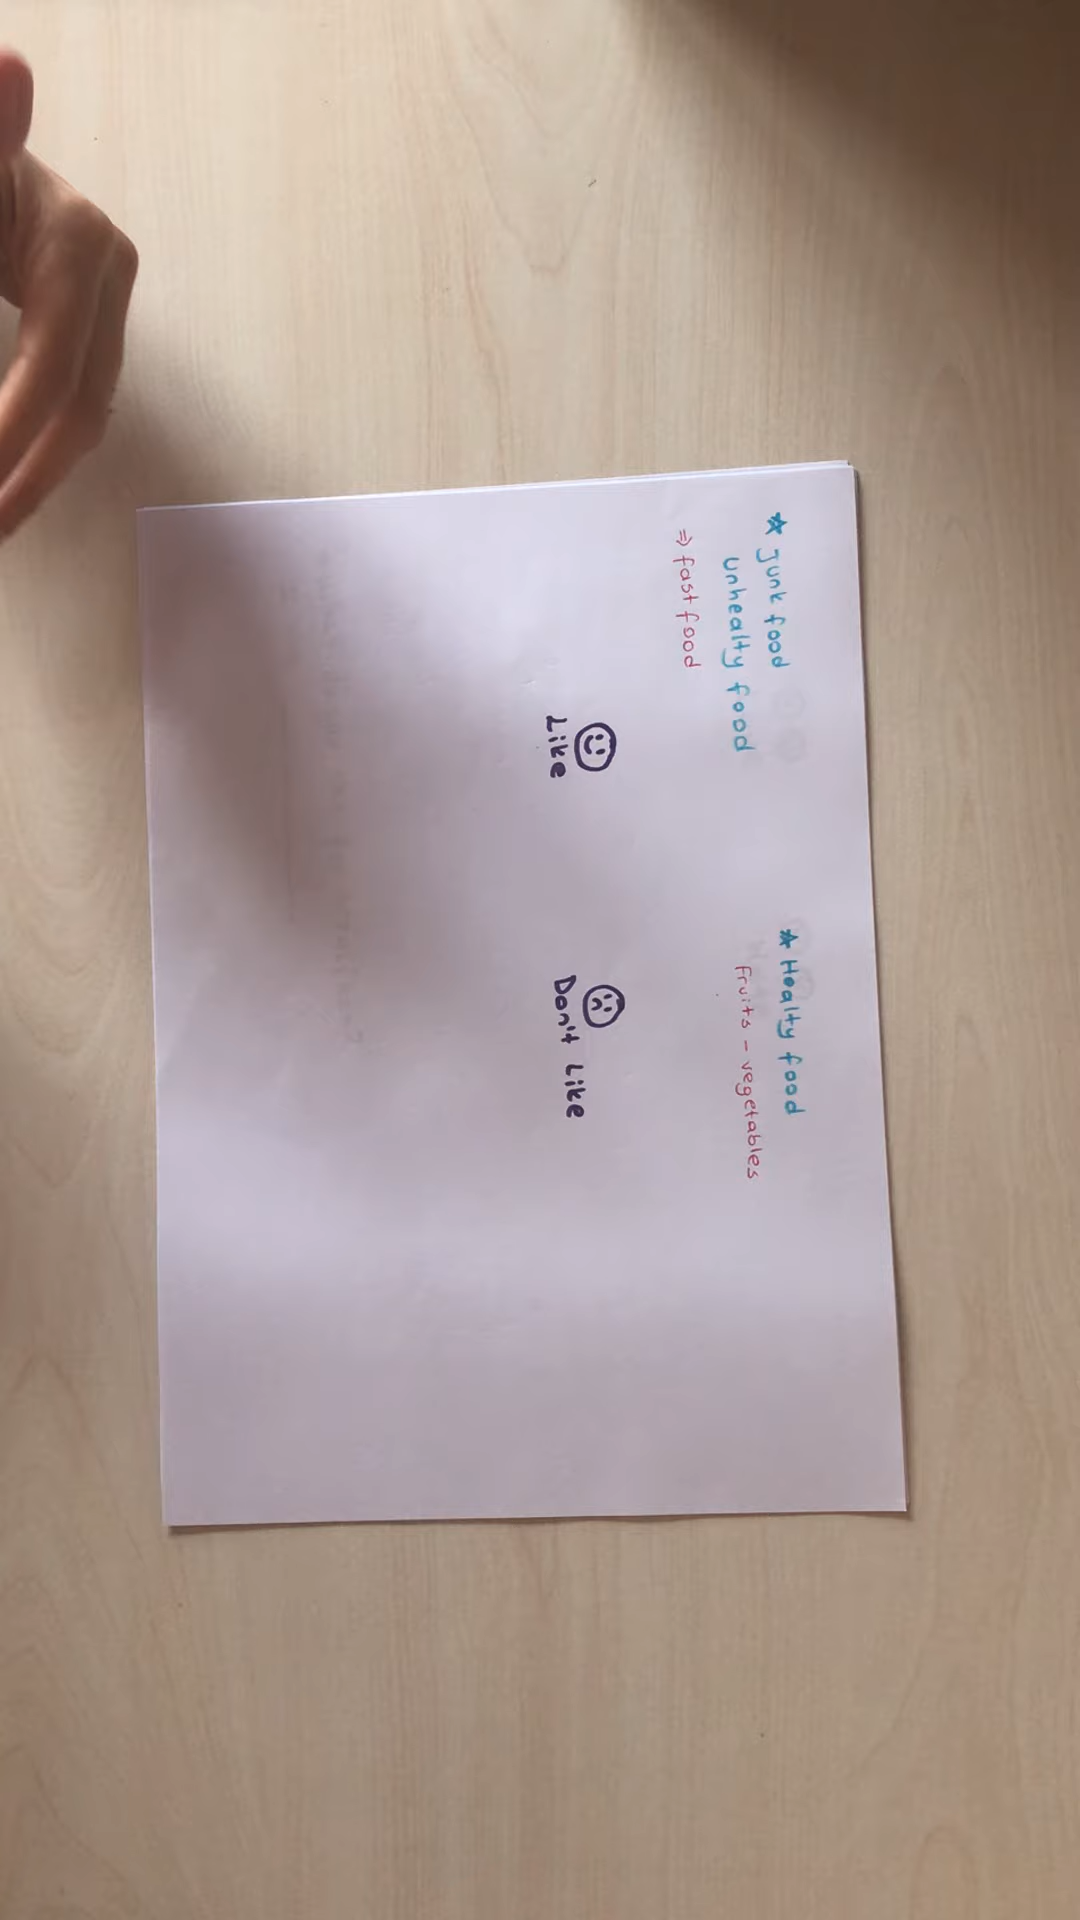 ☆ Junk food
unhealty food
⇒ fast food
☆ Healty food
fruits - vegetables
Like
Don't Like